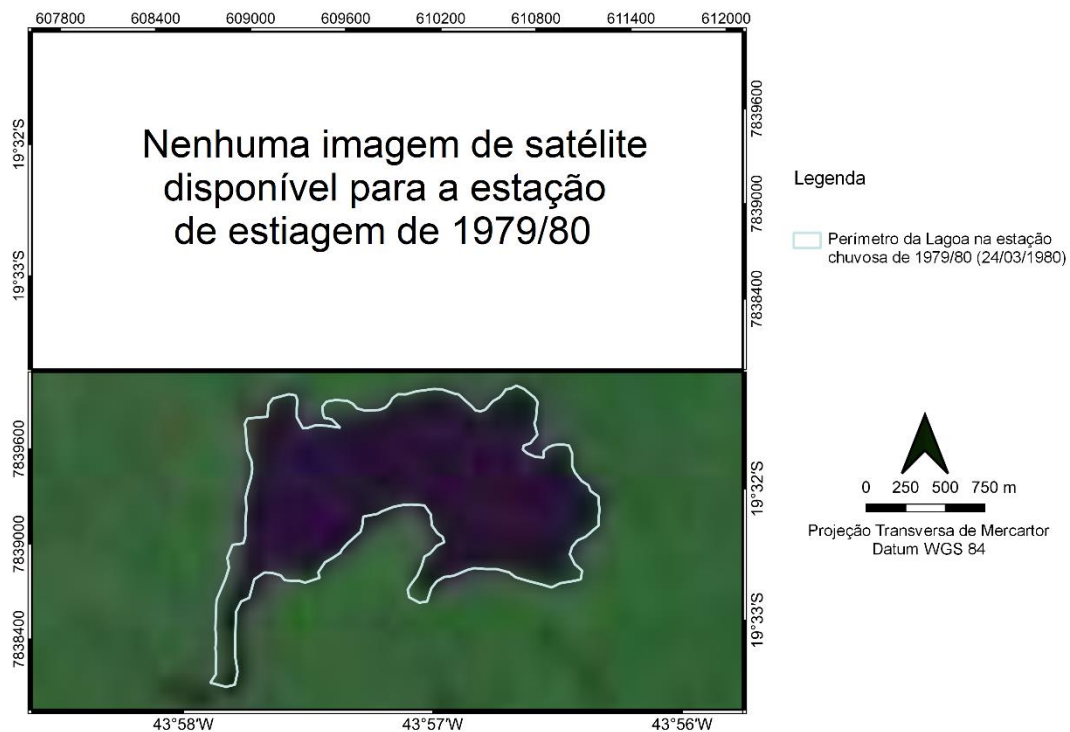 607800 608400 609000 609600 610200 610800 611400 612000
Nenhuma imagem de satélite
disponível para a estação
de estiagem de 1979/80
19°32'S
19°33'S
7839600
7839000
7838400
Legenda
Perímetro da Lagoa na estação
chuvosa de 1979/80 (24/03/1980)
7839600
7839000
7838400
19°32'S
19°33'S
43°58'W 43°57'W 43°56'W
0 250 500 750 m
Projeção Transversa de Mercartor
Datum WGS 84